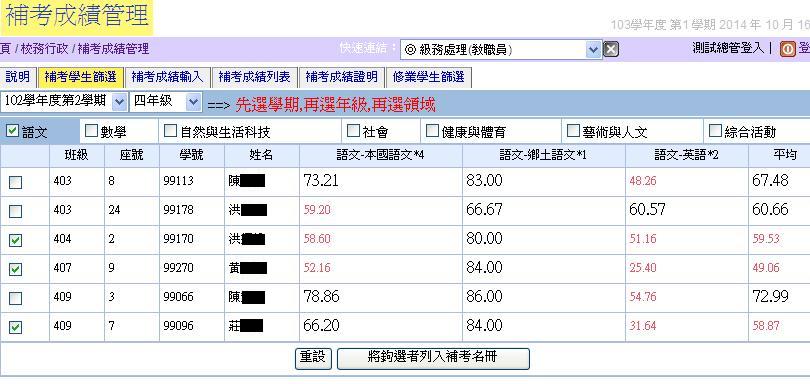 補考成績管理
103學年度 第1學期 2014 年 10 月 16
頁 / 校務行政 / 補考成績管理 快速連結： ◎ 級務處理(教職員) 測試總管登入 | 登
說明 補考學生篩選 補考成績輸入 補考成績列表 補考成績證明 修業學生篩選
102學年度第2學期 四年級 ==> 先選學期,再選年級,再選領域
語文 數學 自然與生活科技 社會 健康與體育 藝術與人文 綜合活動
班級 座號 學號 姓名 語文-本國語文*4 語文-鄉土語文*1 語文-英語*2 平均
403 8 99113 陳 73.21 83.00 48.26 67.48
403 24 99178 洪 59.20 66.67 60.57 60.66
404 2 99170 洪 58.60 80.00 51.16 59.53
407 9 99270 黃 52.16 84.00 25.40 49.06
409 3 99066 陳 78.86 86.00 54.76 72.99
409 7 99096 莊 66.20 84.00 31.64 58.87
重設 將鉤選者列入補考名冊